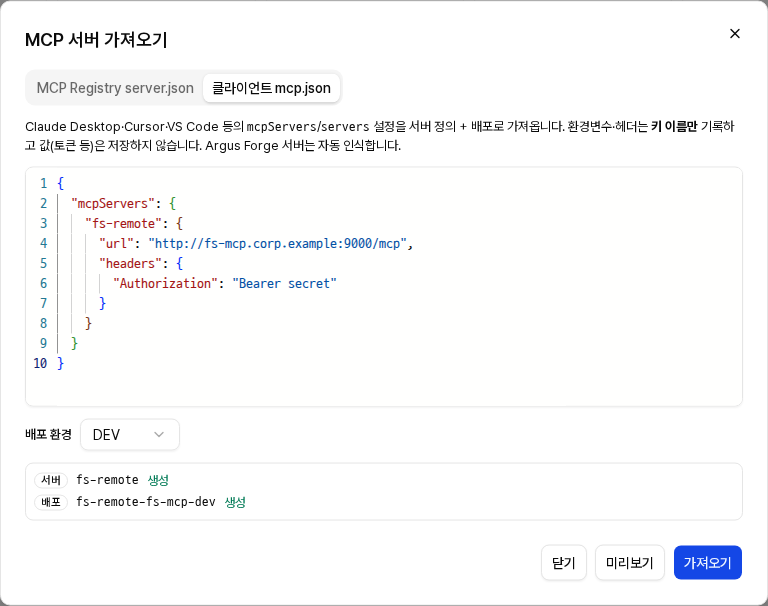 MCP 서버 가져오기
MCP Registry server.json
클라이언트 mcp.json
Claude Desktop·Cursor·VS Code 등의 mcpServers/servers 설정을 서버 정의 + 배포로 가져옵니다. 환경변수·헤더는 키 이름만 기록하
고 값(토큰 등)은 저장하지 않습니다. Argus Forge 서버는 자동 인식합니다.
1 {
2 "mcpServers": {
3 "fs-remote": {
4 "url": "http://fs-mcp.corp.example:9000/mcp",
5 "headers": {
6 "Authorization": "Bearer secret"
7 }
8 }
9 }
10 }
배포 환경 DEV
서버 fs-remote 생성
배포 fs-remote-fs-mcp-dev 생성
닫기 미리보기 가져오기